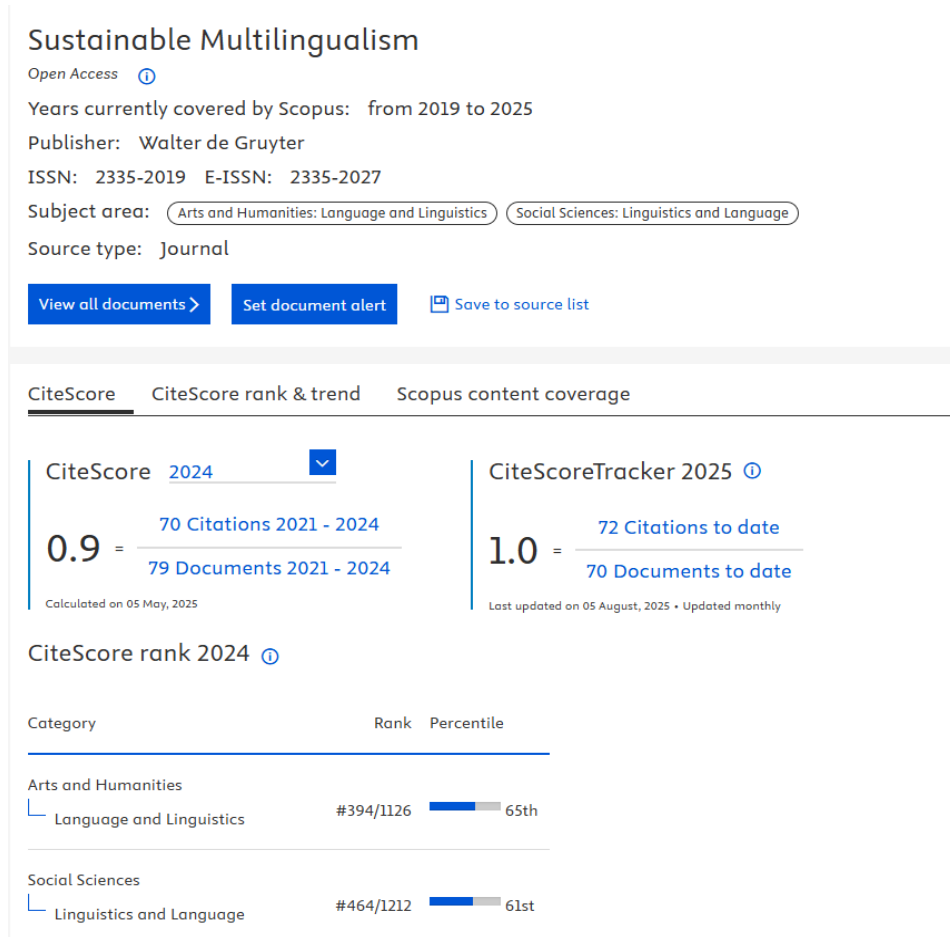 Sustainable Multilingualism
Open Access
Years currently covered by Scopus: from 2019 to 2025
Publisher: Walter de Gruyter
ISSN: 2335-2019 E-ISSN: 2335-2027
Subject area: Arts and Humanities: Language and Linguistics Social Sciences: Linguistics and Language
Source type: Journal
View all documents > Set document alert Save to source list
CiteScore CiteScore rank & trend Scopus content coverage
CiteScore 2024
0.9 = 70 Citations 2021 - 2024
79 Documents 2021 - 2024
Calculated on 05 May, 2025
CiteScoreTracker 2025
1.0 = 72 Citations to date
70 Documents to date
Last updated on 05 August, 2025 • Updated monthly
CiteScore rank 2024
Category Rank Percentile
Arts and Humanities
Language and Linguistics #394/1126 65th
Social Sciences
Linguistics and Language #464/1212 61st